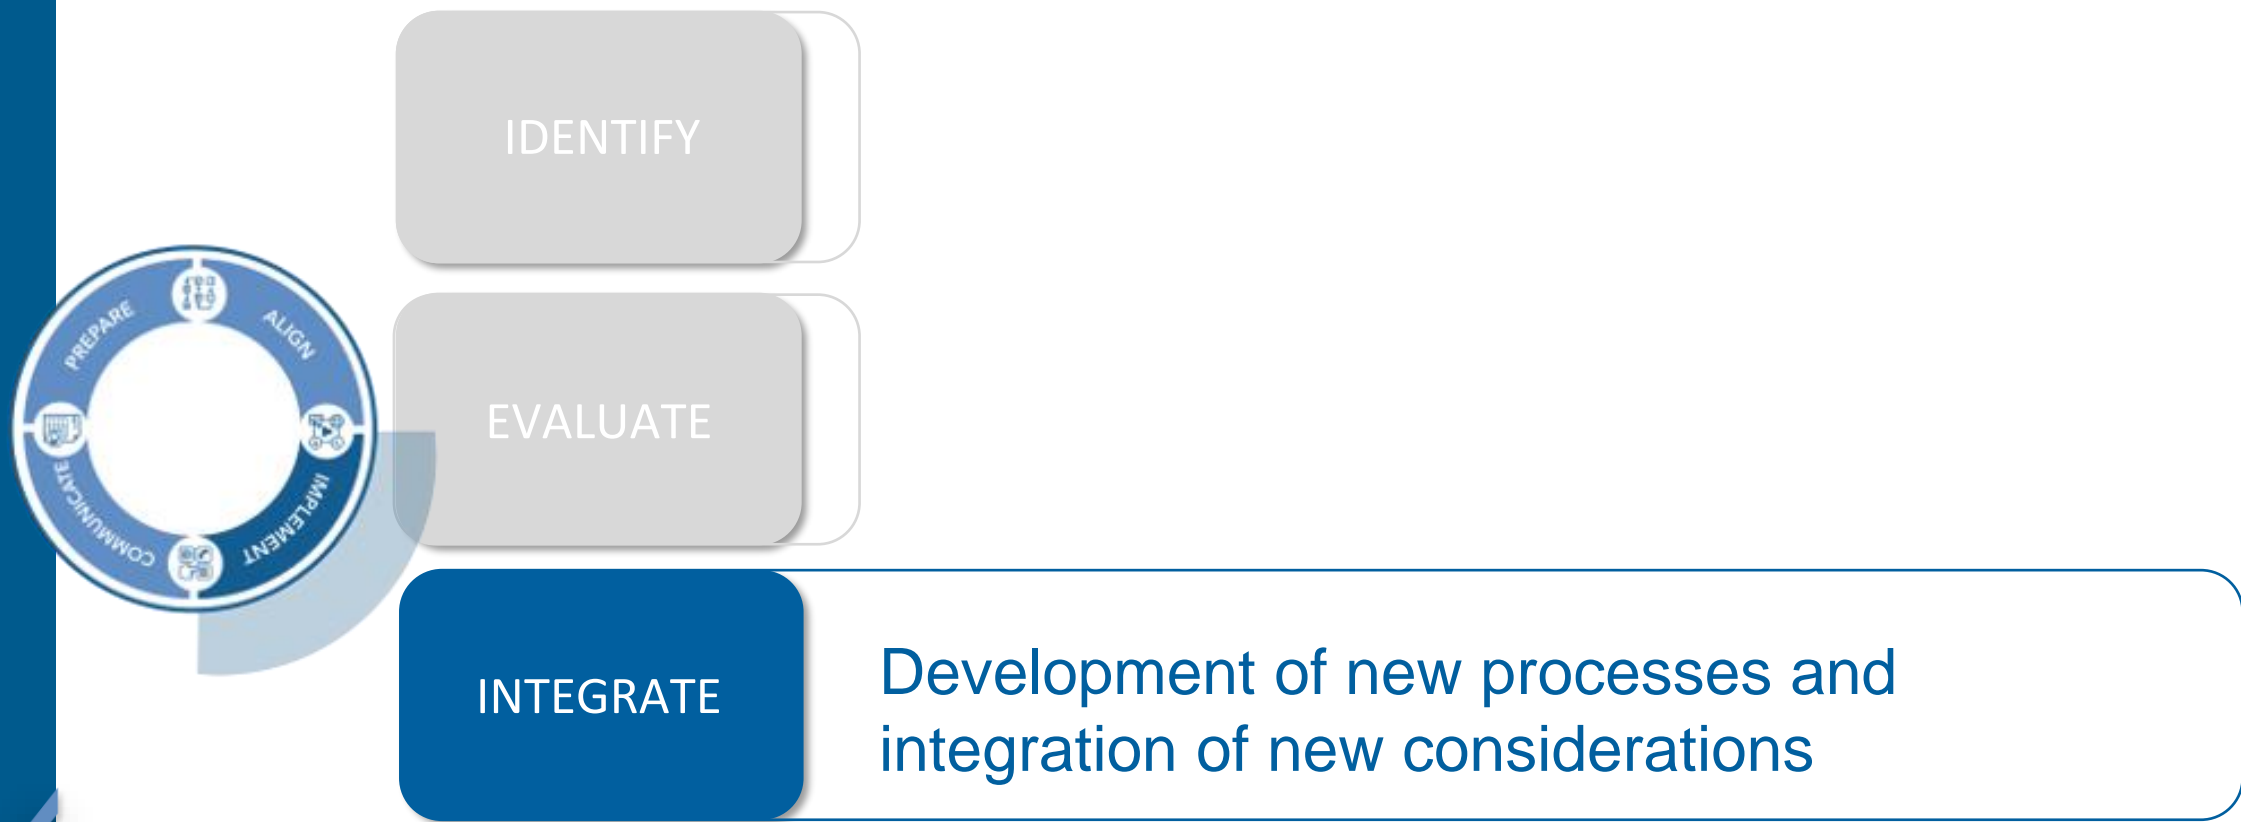 IDENTIFY
PREPARE
ALIGN
EVALUATE
COMMUNICATE
IMPLEMENT
INTEGRATE
Development of new processes and
integration of new considerations